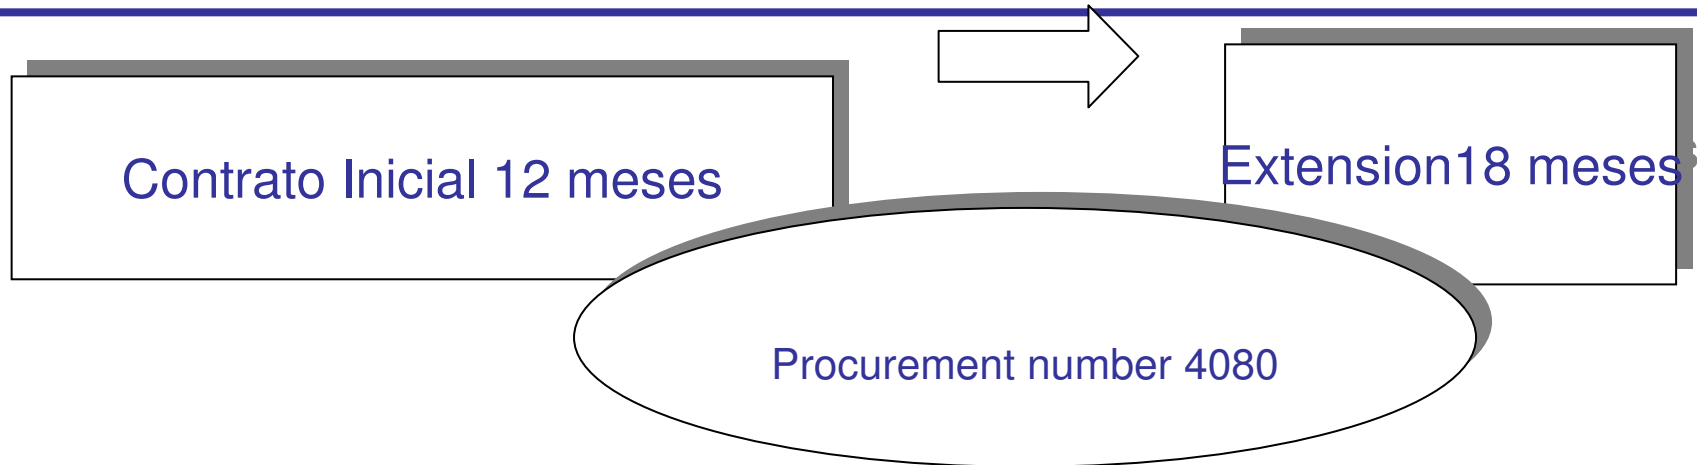 Contrato Inicial 12 meses
Extension18 meses
Procurement number 4080